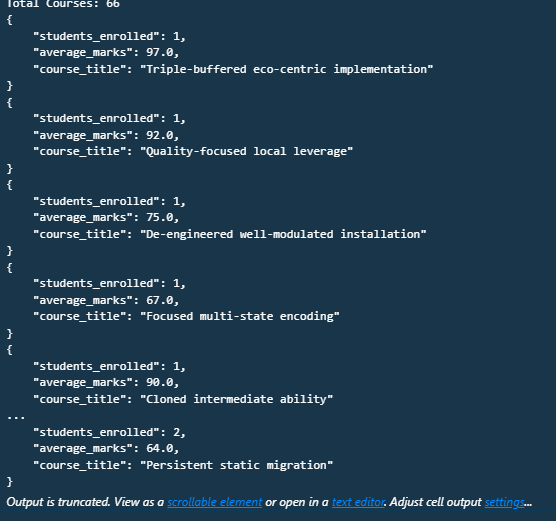 Total Courses: 66
{
    "students_enrolled": 1,
    "average_marks": 97.0,
    "course_title": "Triple-buffered eco-centric implementation"
}
{
    "students_enrolled": 1,
    "average_marks": 92.0,
    "course_title": "Quality-focused local leverage"
}
{
    "students_enrolled": 1,
    "average_marks": 75.0,
    "course_title": "De-engineered well-modulated installation"
}
{
    "students_enrolled": 1,
    "average_marks": 67.0,
    "course_title": "Focused multi-state encoding"
}
{
    "students_enrolled": 1,
    "average_marks": 90.0,
    "course_title": "Cloned intermediate ability"
...
    "students_enrolled": 2,
    "average_marks": 64.0,
    "course_title": "Persistent static migration"
}
Output is truncated. View as a scrollable element or open in a text editor. Adjust cell output settings...